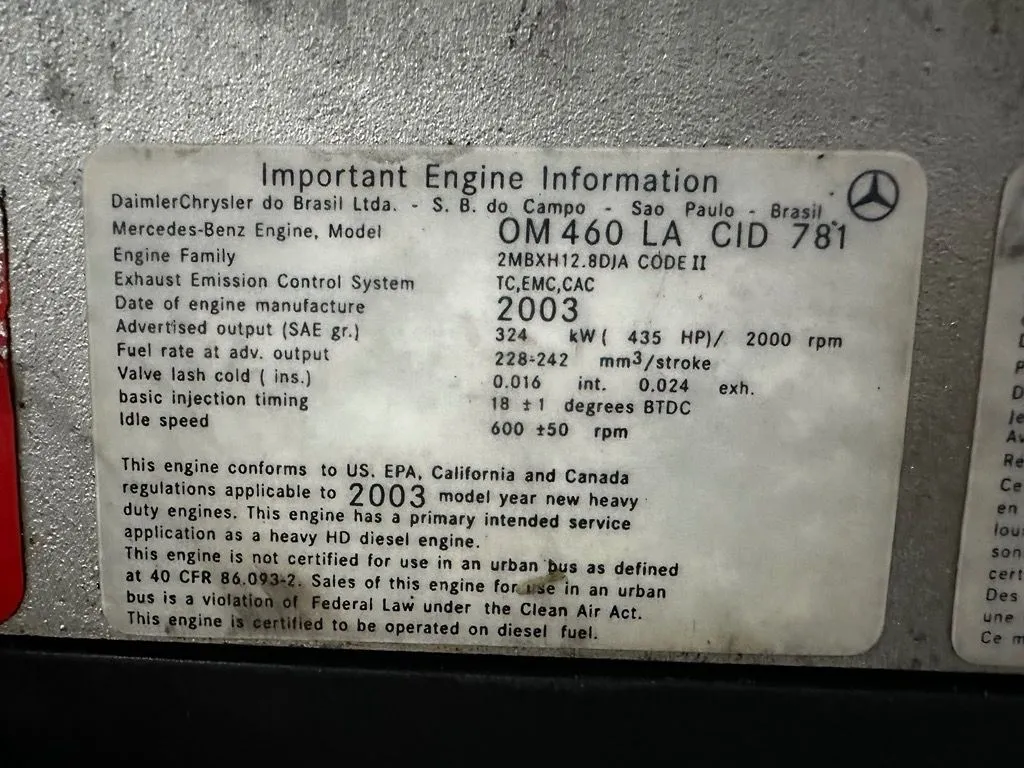 Important Engine Information
DaimlerChrysler do Brasil Ltda. - S. B. do Campo - Sao Paulo - Brasil
Mercedes-Benz Engine, Model OM 460 LA CID 781
Engine Family 2MBXH12.8DJA CODE II
Exhaust Emission Control System TC,EMC,CAC
Date of engine manufacture 2003
Advertised output (SAE gr.) 324 kW ( 435 HP)/ 2000 rpm
Fuel rate at adv. output 228-242 mm3/stroke
Valve lash cold ( ins.) 0.016 int. 0.024 exh.
basic injection timing 18 ±1 degrees BTDC
Idle speed 600 ±50 rpm
This engine conforms to US. EPA, California and Canada
regulations applicable to 2003 model year new heavy
duty engines. This engine has a primary intended service
application as a heavy HD diesel engine.
This engine is not certified for use in an urban bus as defined
at 40 CFR 86.093-2. Sales of this engine for use in an urban
bus is a violation of Federal Law under the Clean Air Act.
This engine is certified to be operated on diesel fuel.
Ré
Ce
en
cert
Des
une
Ce